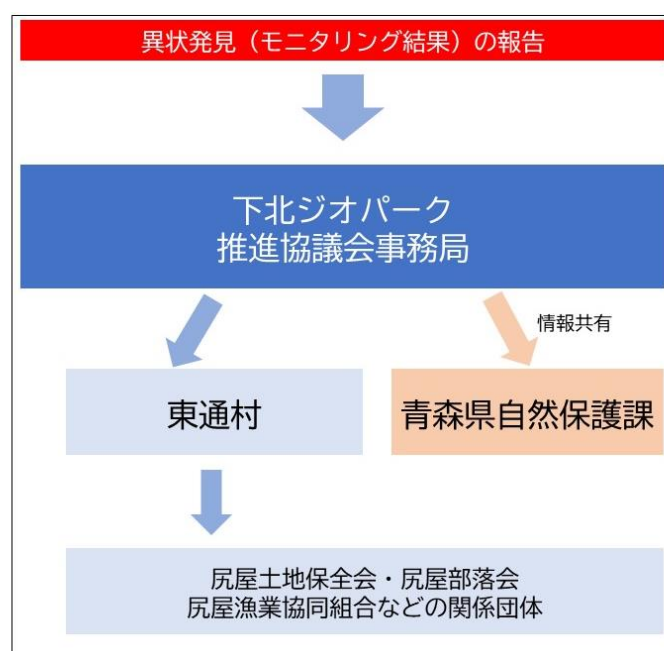 異状発見（モニタリング結果）の報告
下北ジオパーク
推進協議会事務局
情報共有
東通村
青森県自然保護課
尻屋土地保全会・尻屋部落会
尻屋漁業協同組合などの関係団体